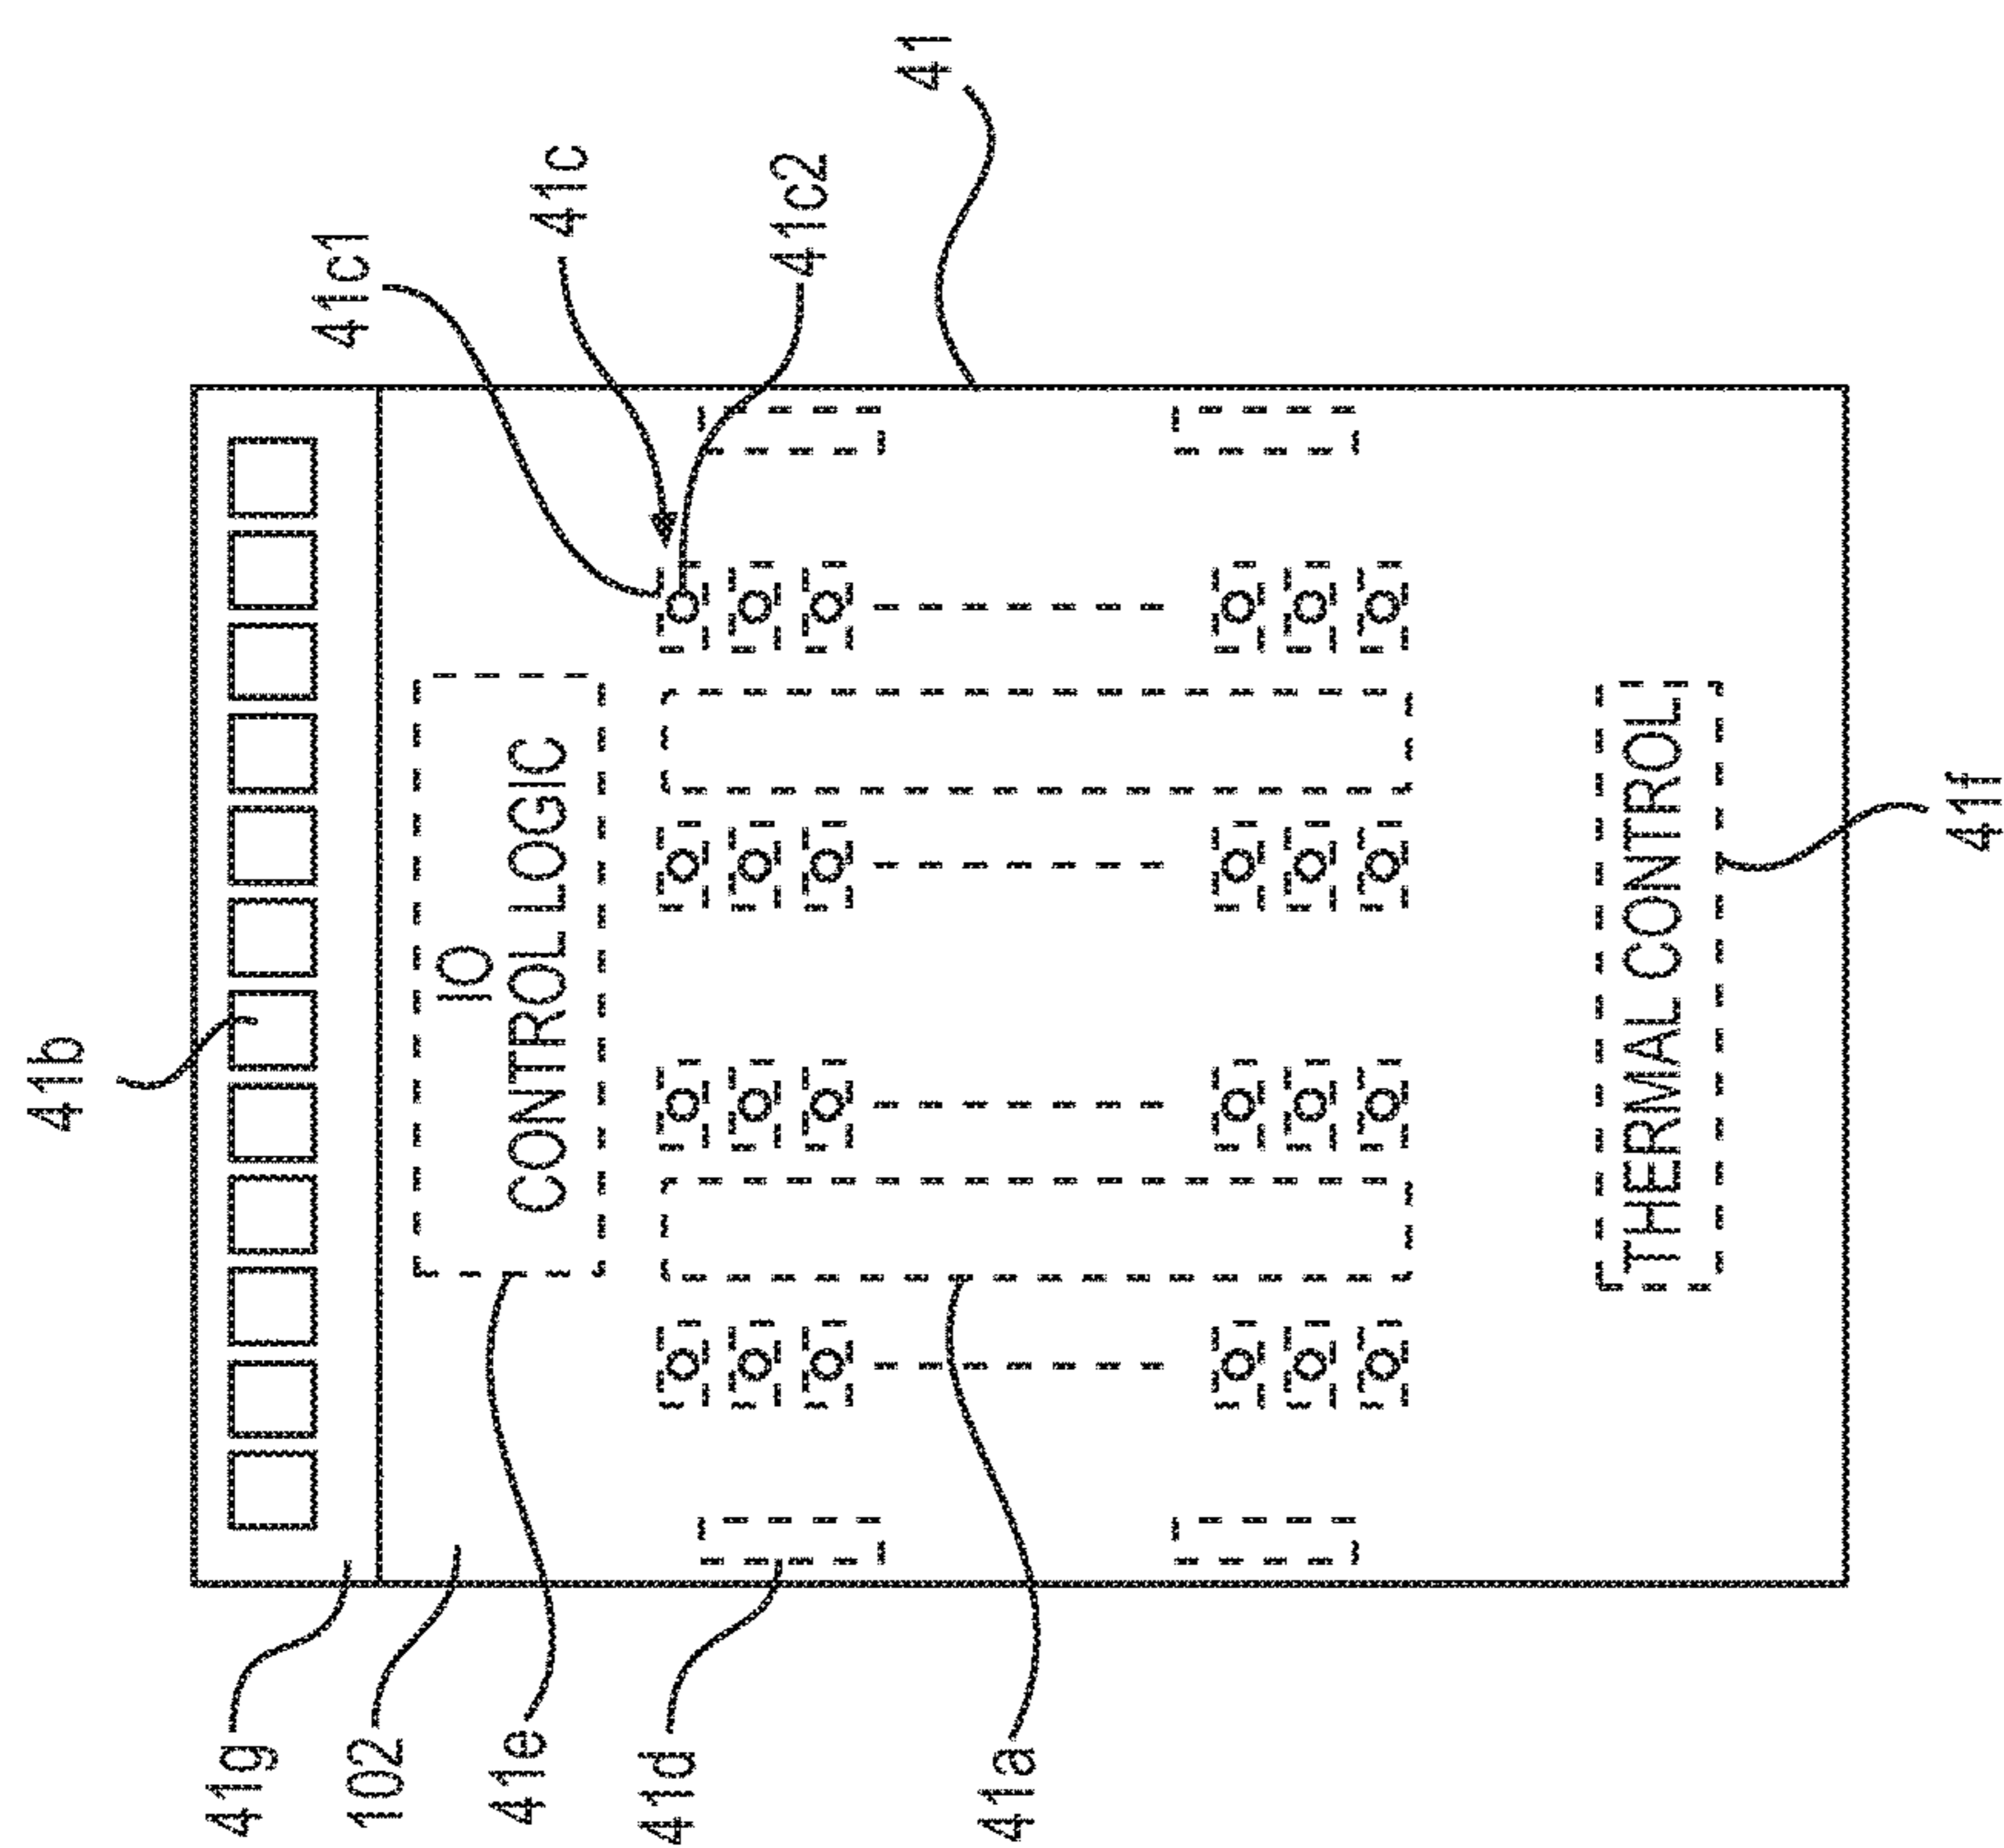 41g
102
41e
41d
41a
41b
IO
CONTROL LOGIC
THERMAL CONTROL
41f
41c1
41c
41c2
41